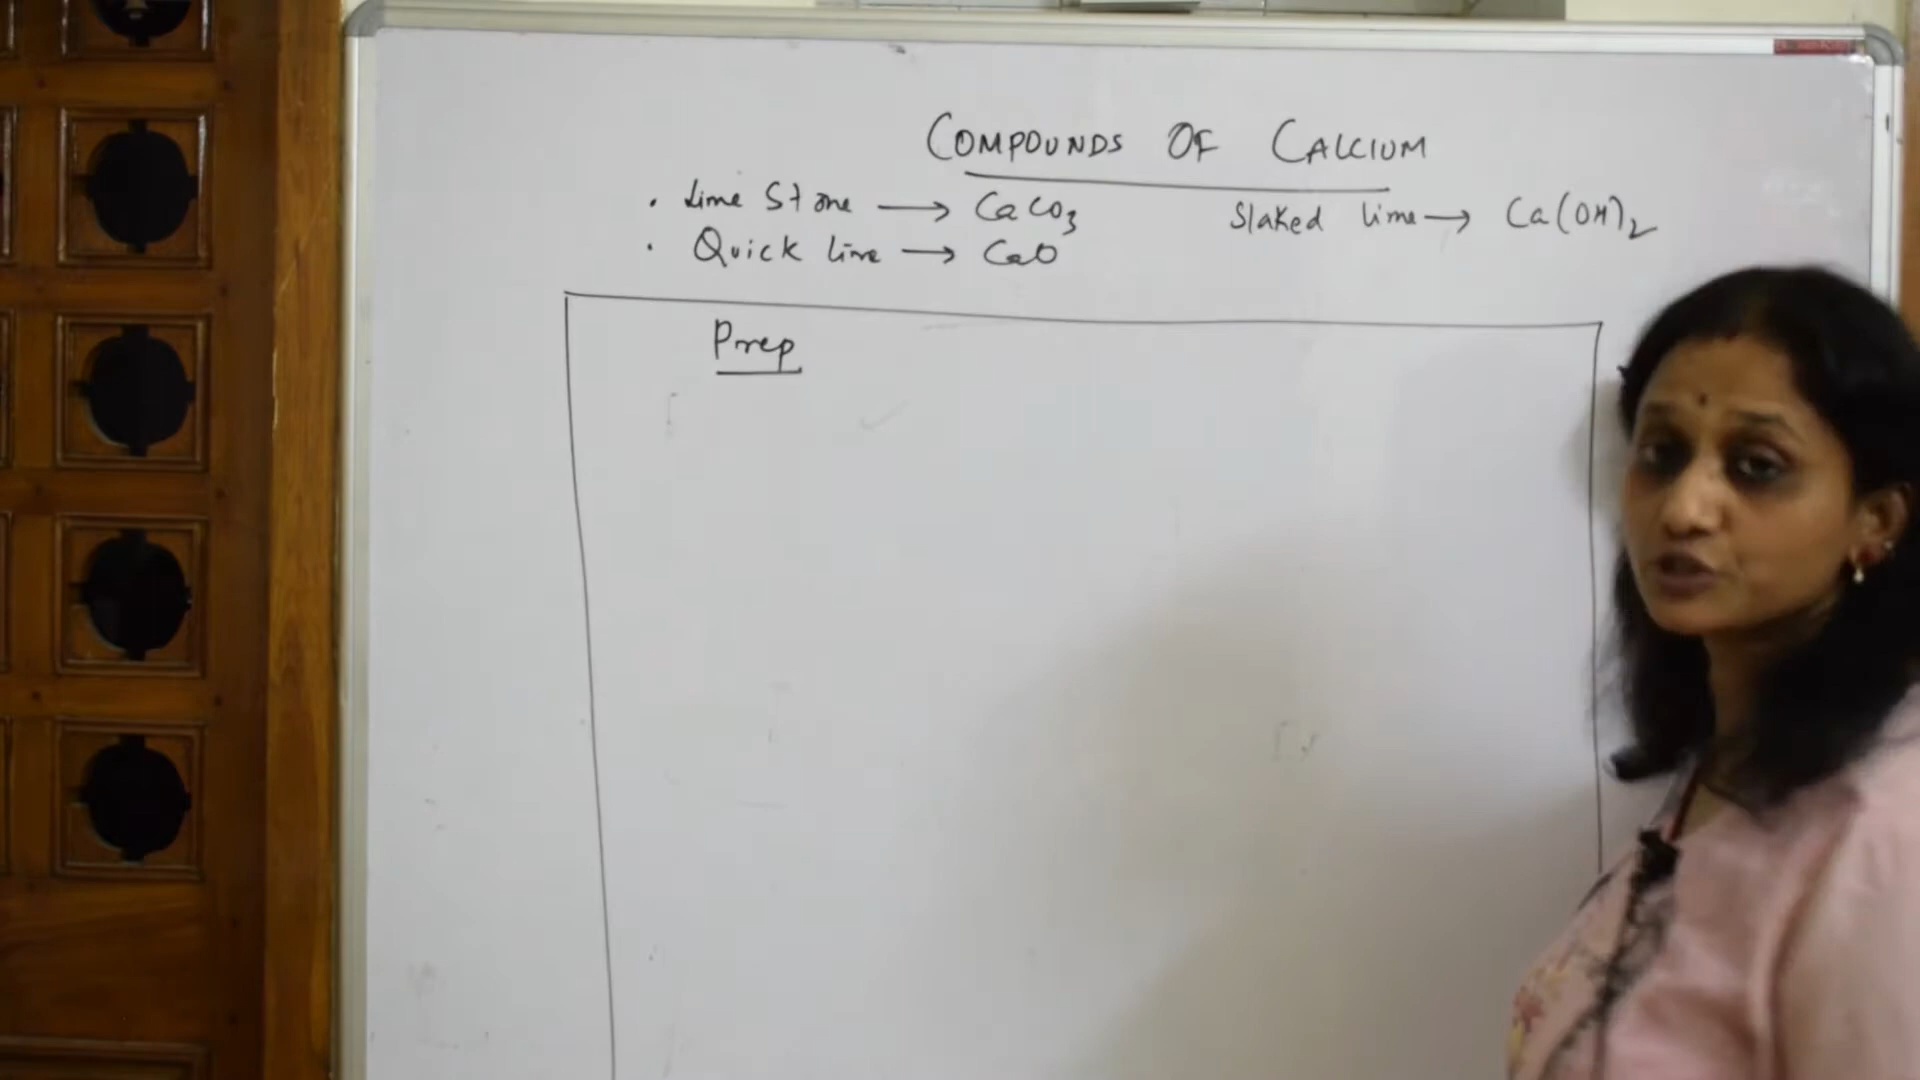 COMPOUNDS OF CALCIUM
. Lime Stone → CaCO3 Slaked lime → Ca(OH)2
. Quick lime → CaO
Prep